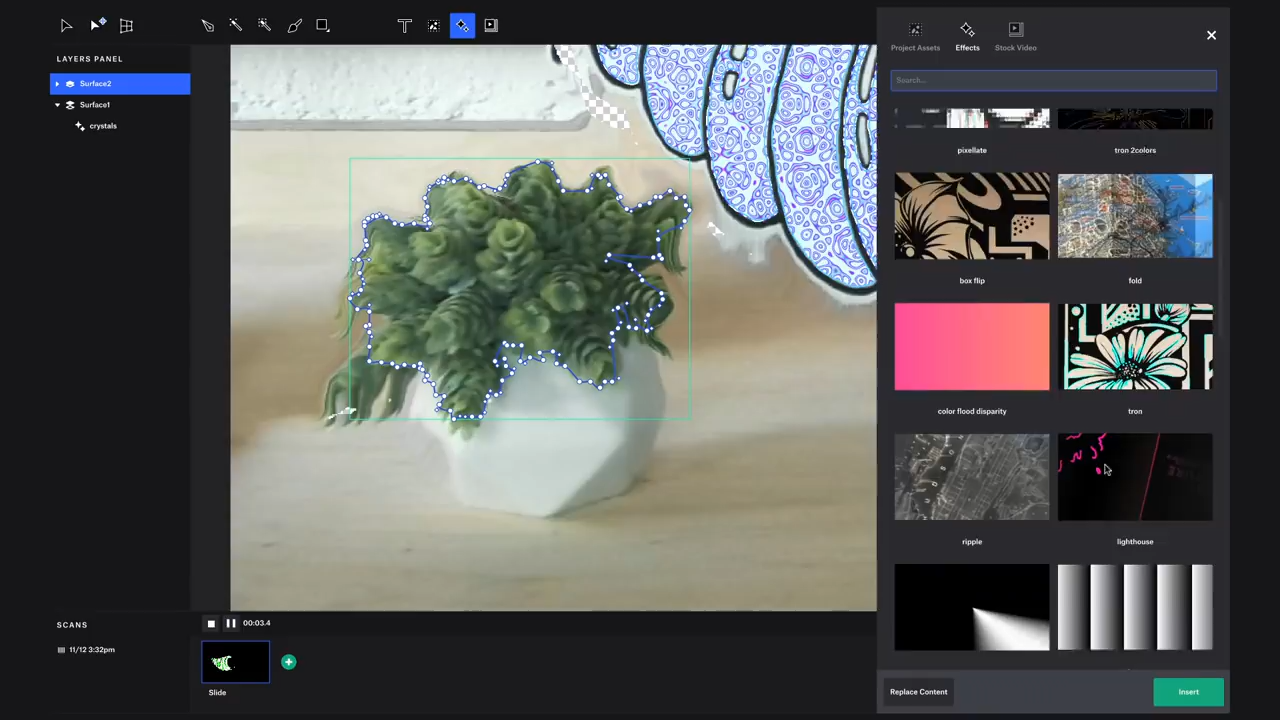 LAYERS PANEL
Surface2
Surface1
crystals
T
Project Assets
Effects
Stock Video
Search...
pixellate
tron 2colors
box flip
fold
color flood disparity
tron
ripple
lighthouse
SCANS
11/12 3:32pm
00:03.4
Slide
Replace Content
Insert